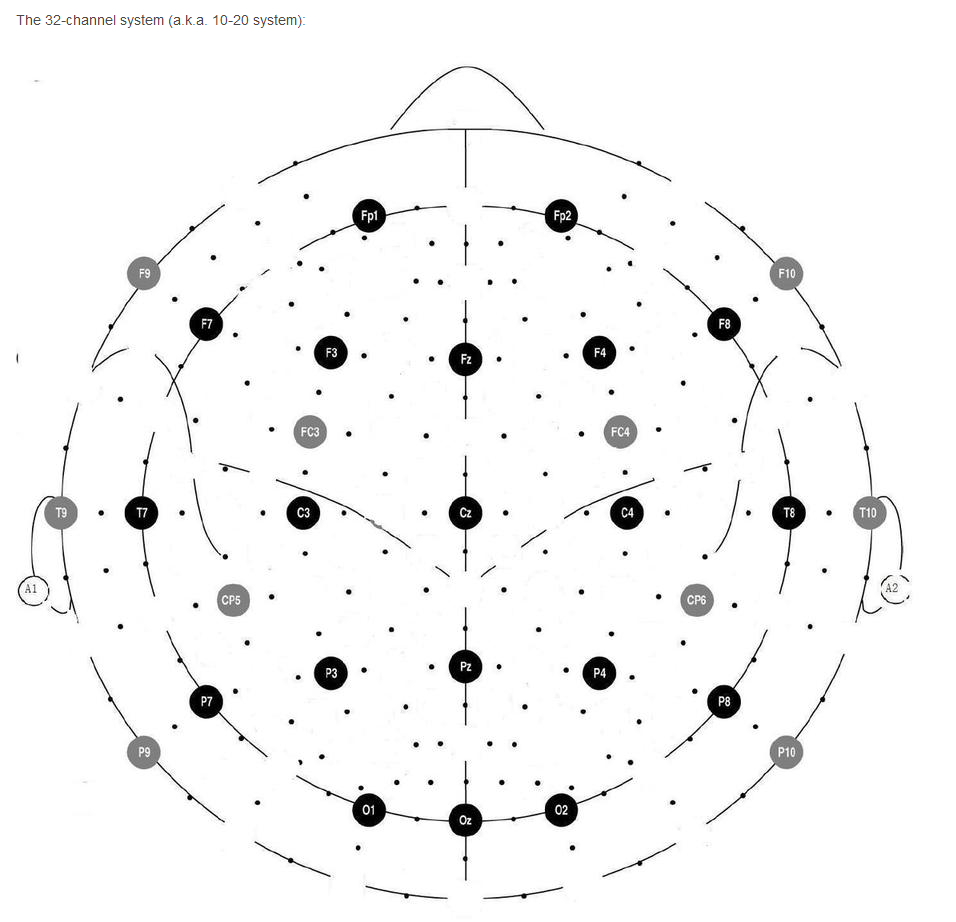 The 32-channel system (a.k.a. 10-20 system):
Fp1 Fp2
F9 F10
F7 F8
F3 Fz F4
FC3 FC4
T9 T7 C3 Cz C4 T8 T10
A1 A2
CP5 CP6
P3 Pz P4
P7 P8
P9 P10
O1 Oz O2